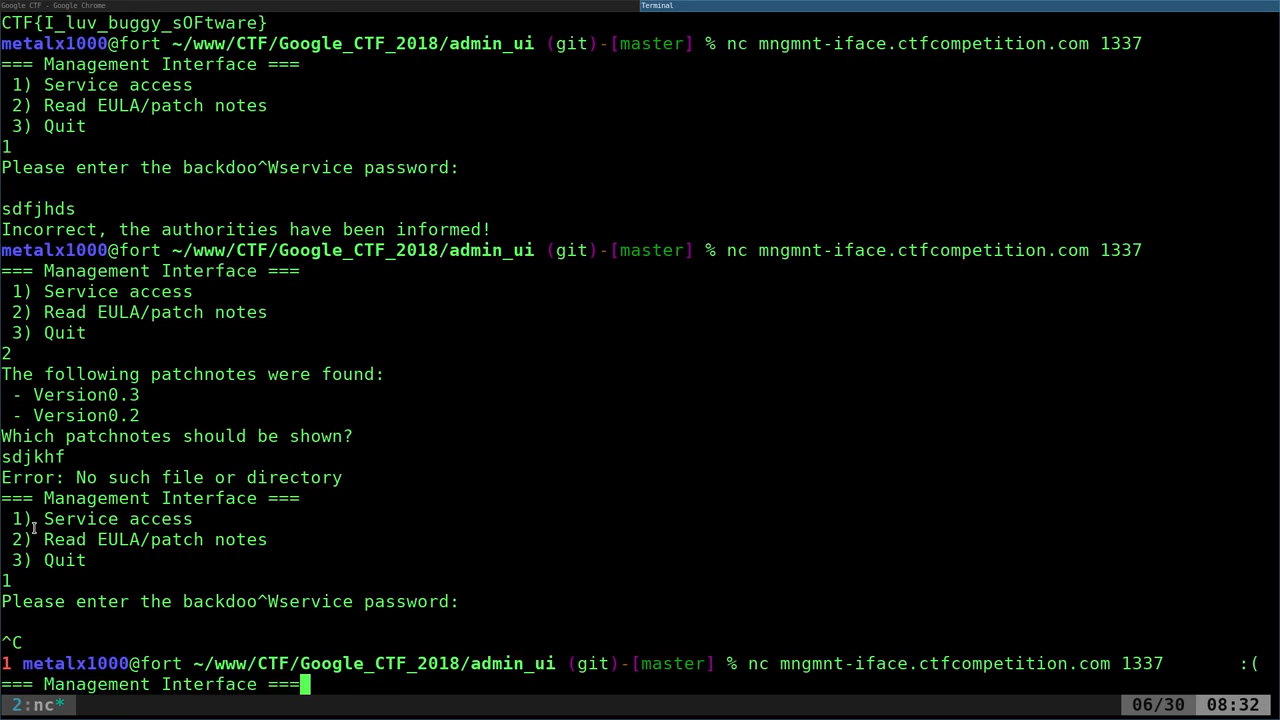 Google CTF - Google Chrome
Terminal
CTF{I_luv_buggy_sOFtware}
metalx1000@fort ~/www/CTF/Google_CTF_2018/admin_ui (git)-[master] % nc mngmnt-iface.ctfcompetition.com 1337
=== Management Interface ===
 1) Service access
 2) Read EULA/patch notes
 3) Quit
1
Please enter the backdoo^Wservice password:

sdfjhds
Incorrect, the authorities have been informed!
metalx1000@fort ~/www/CTF/Google_CTF_2018/admin_ui (git)-[master] % nc mngmnt-iface.ctfcompetition.com 1337
=== Management Interface ===
 1) Service access
 2) Read EULA/patch notes
 3) Quit
2
The following patchnotes were found:
 - Version0.3
 - Version0.2
Which patchnotes should be shown?
sdjkhf
Error: No such file or directory
=== Management Interface ===
 1) Service access
 2) Read EULA/patch notes
 3) Quit
1
Please enter the backdoo^Wservice password:

^C
1 metalx1000@fort ~/www/CTF/Google_CTF_2018/admin_ui (git)-[master] % nc mngmnt-iface.ctfcompetition.com 1337 :(
=== Management Interface ===
2:nc* 06/30 08:32